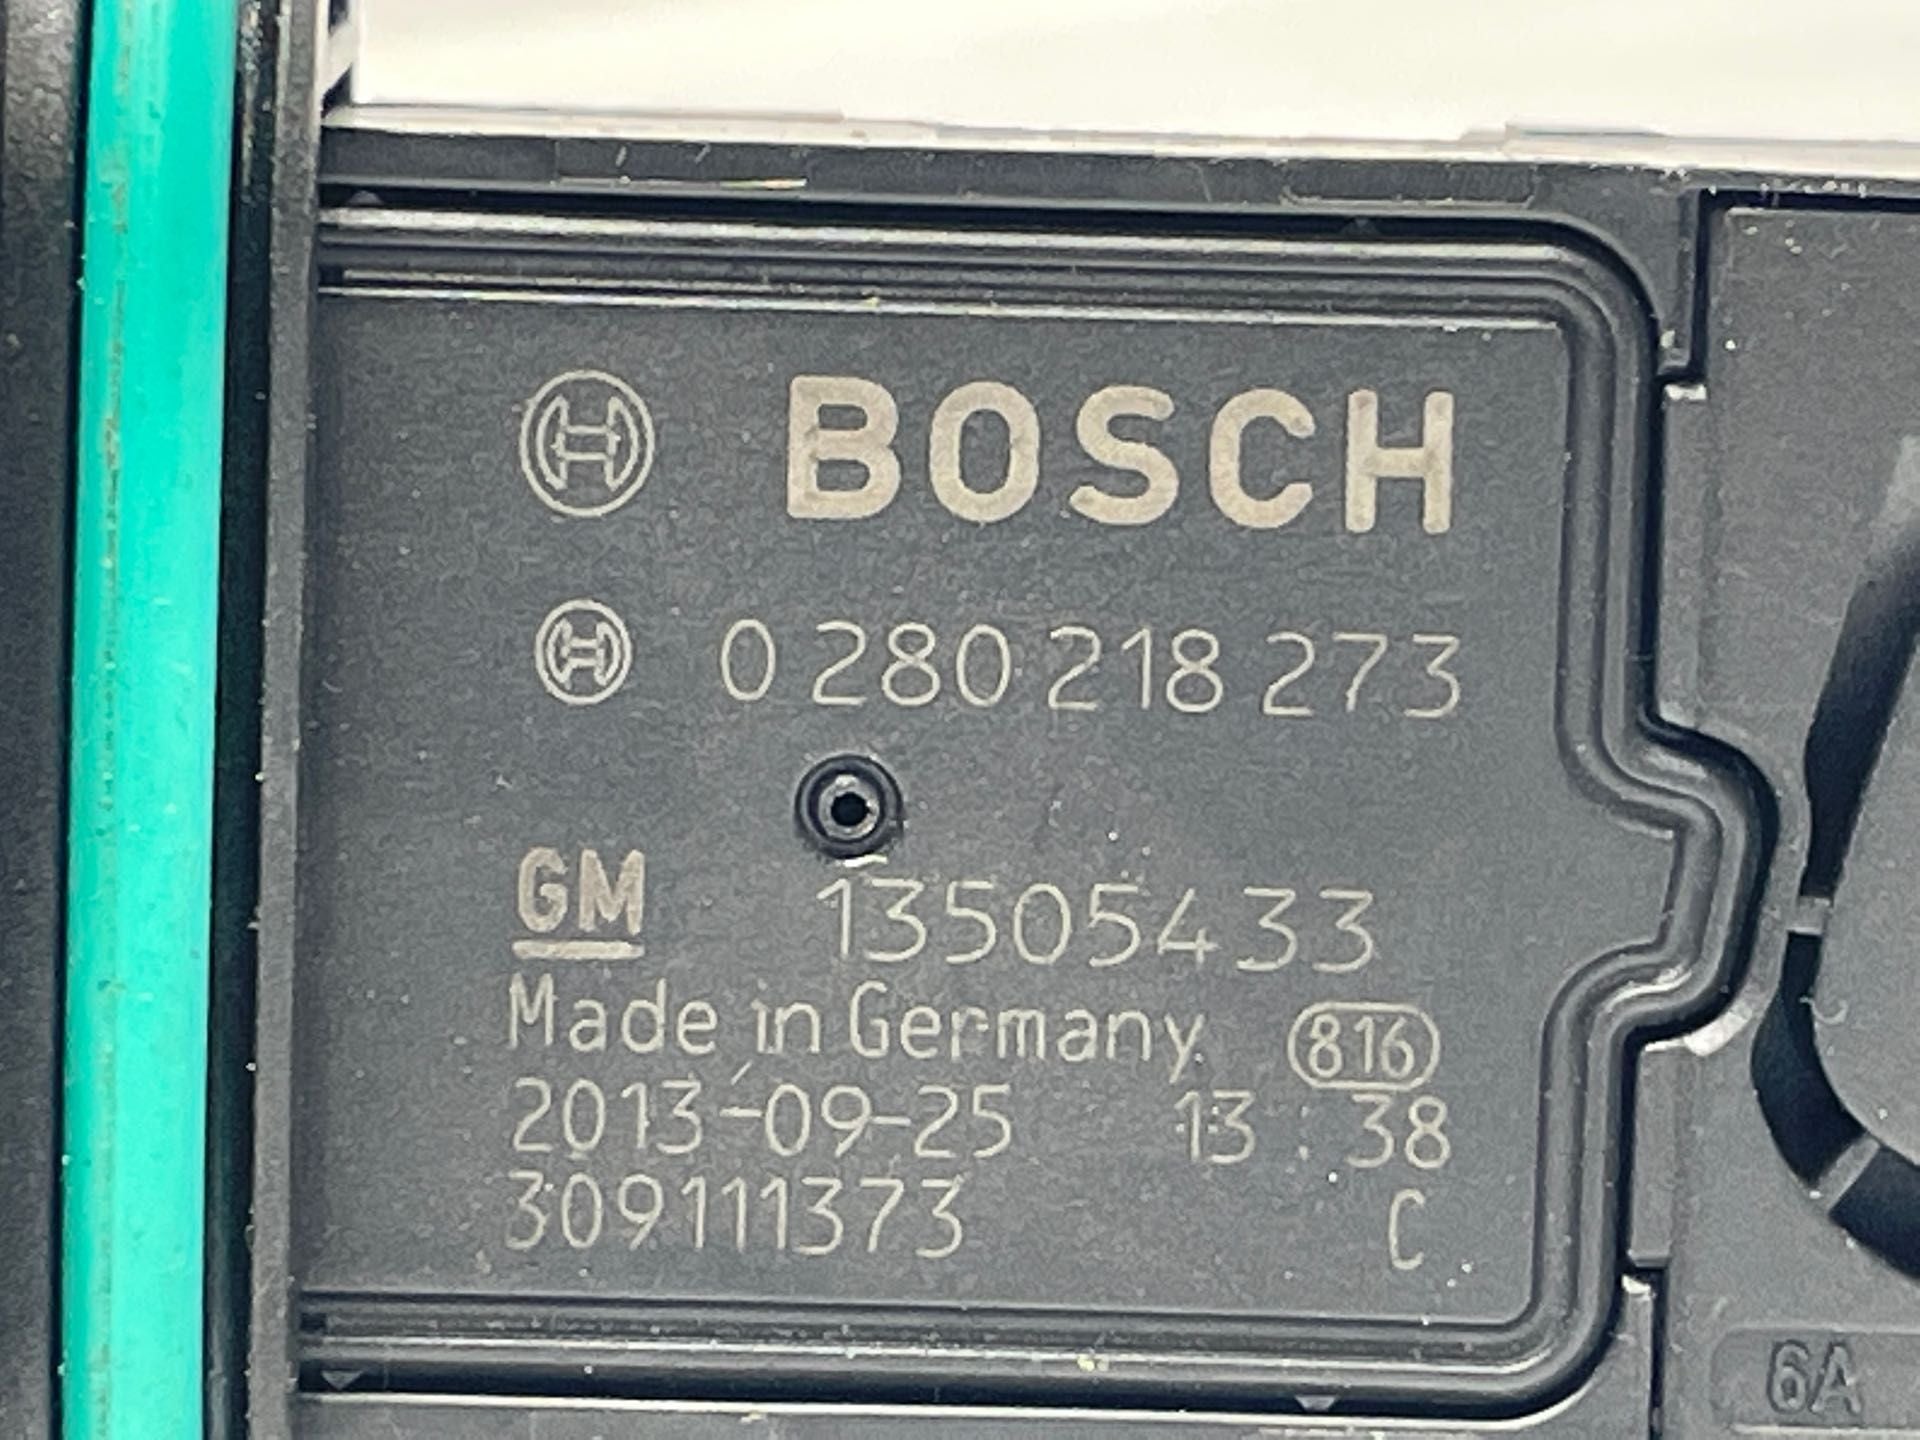 BOSCH
0 280 218 273
GM 13505433
Made in Germany 816
2013-09-25 13:38
309111373 C
6A